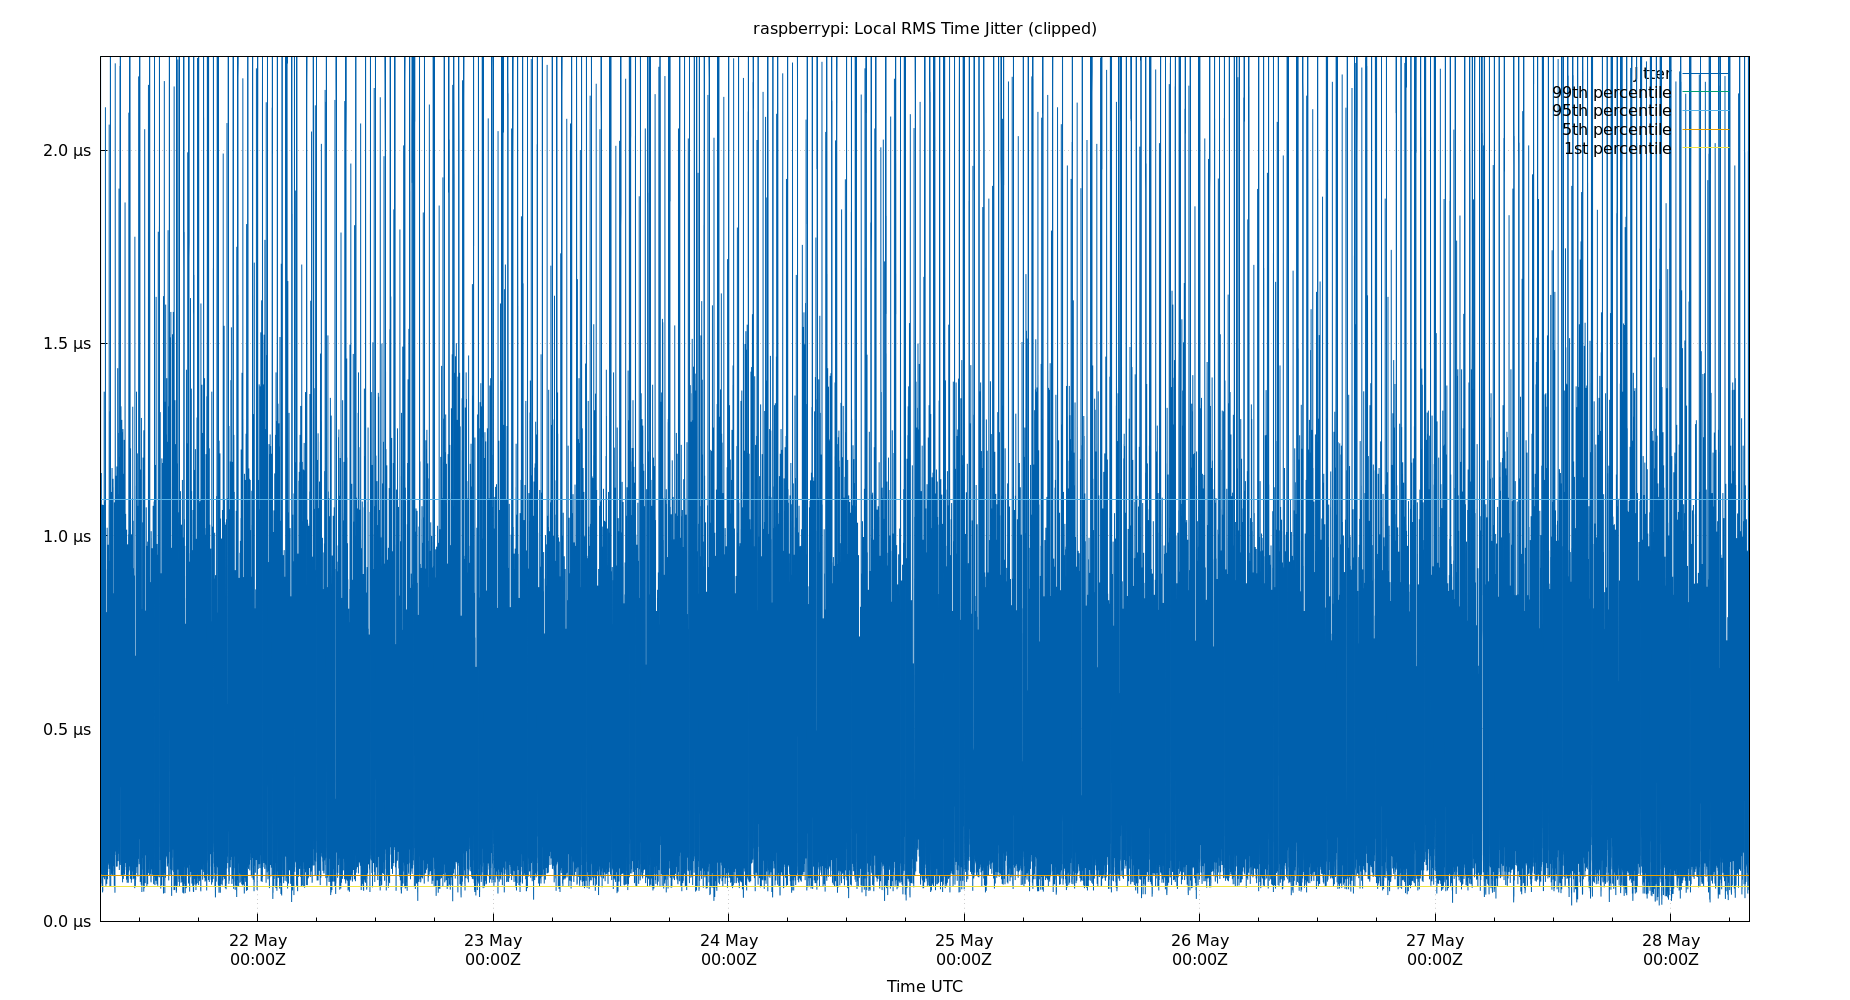 raspberrypi: Local RMS Time Jitter (clipped)
jitter
99th percentile
95th percentile
5th percentile
1st percentile
2.0 µs
1.5 µs
1.0 µs
0.5 µs
0.0 µs
22 May 23 May 24 May 25 May 26 May 27 May 28 May
00:00Z 00:00Z 00:00Z 00:00Z 00:00Z 00:00Z 00:00Z
Time UTC